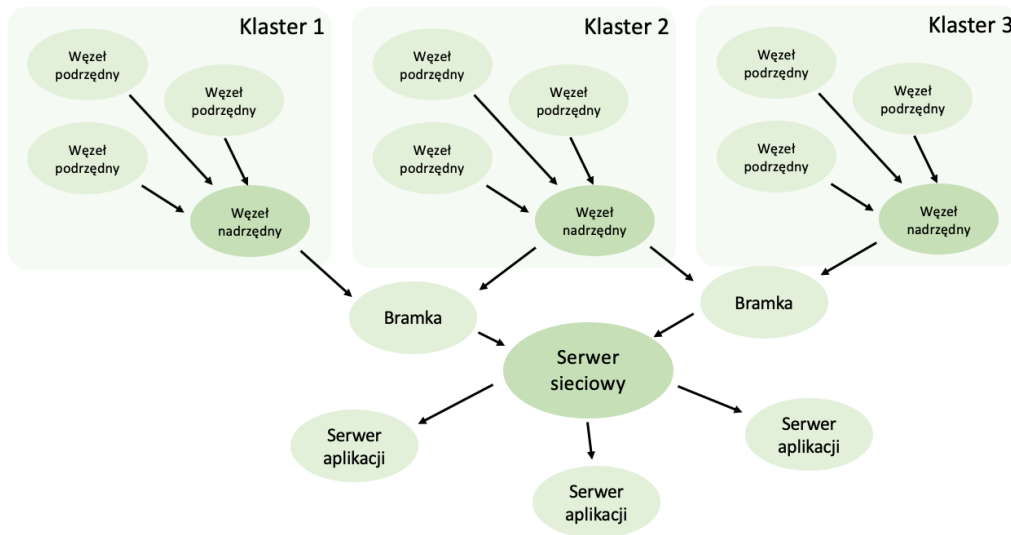 Klaster 1
Węzeł
podrzędny
Węzeł
podrzędny
Węzeł
podrzędny
Węzeł
nadrzędny
Klaster 2
Węzeł
podrzędny
Węzeł
podrzędny
Węzeł
podrzędny
Węzeł
nadrzędny
Klaster 3
Węzeł
podrzędny
Węzeł
podrzędny
Węzeł
podrzędny
Węzeł
nadrzędny
Bramka
Bramka
Serwer
sieciowy
Serwer
aplikacji
Serwer
aplikacji
Serwer
aplikacji